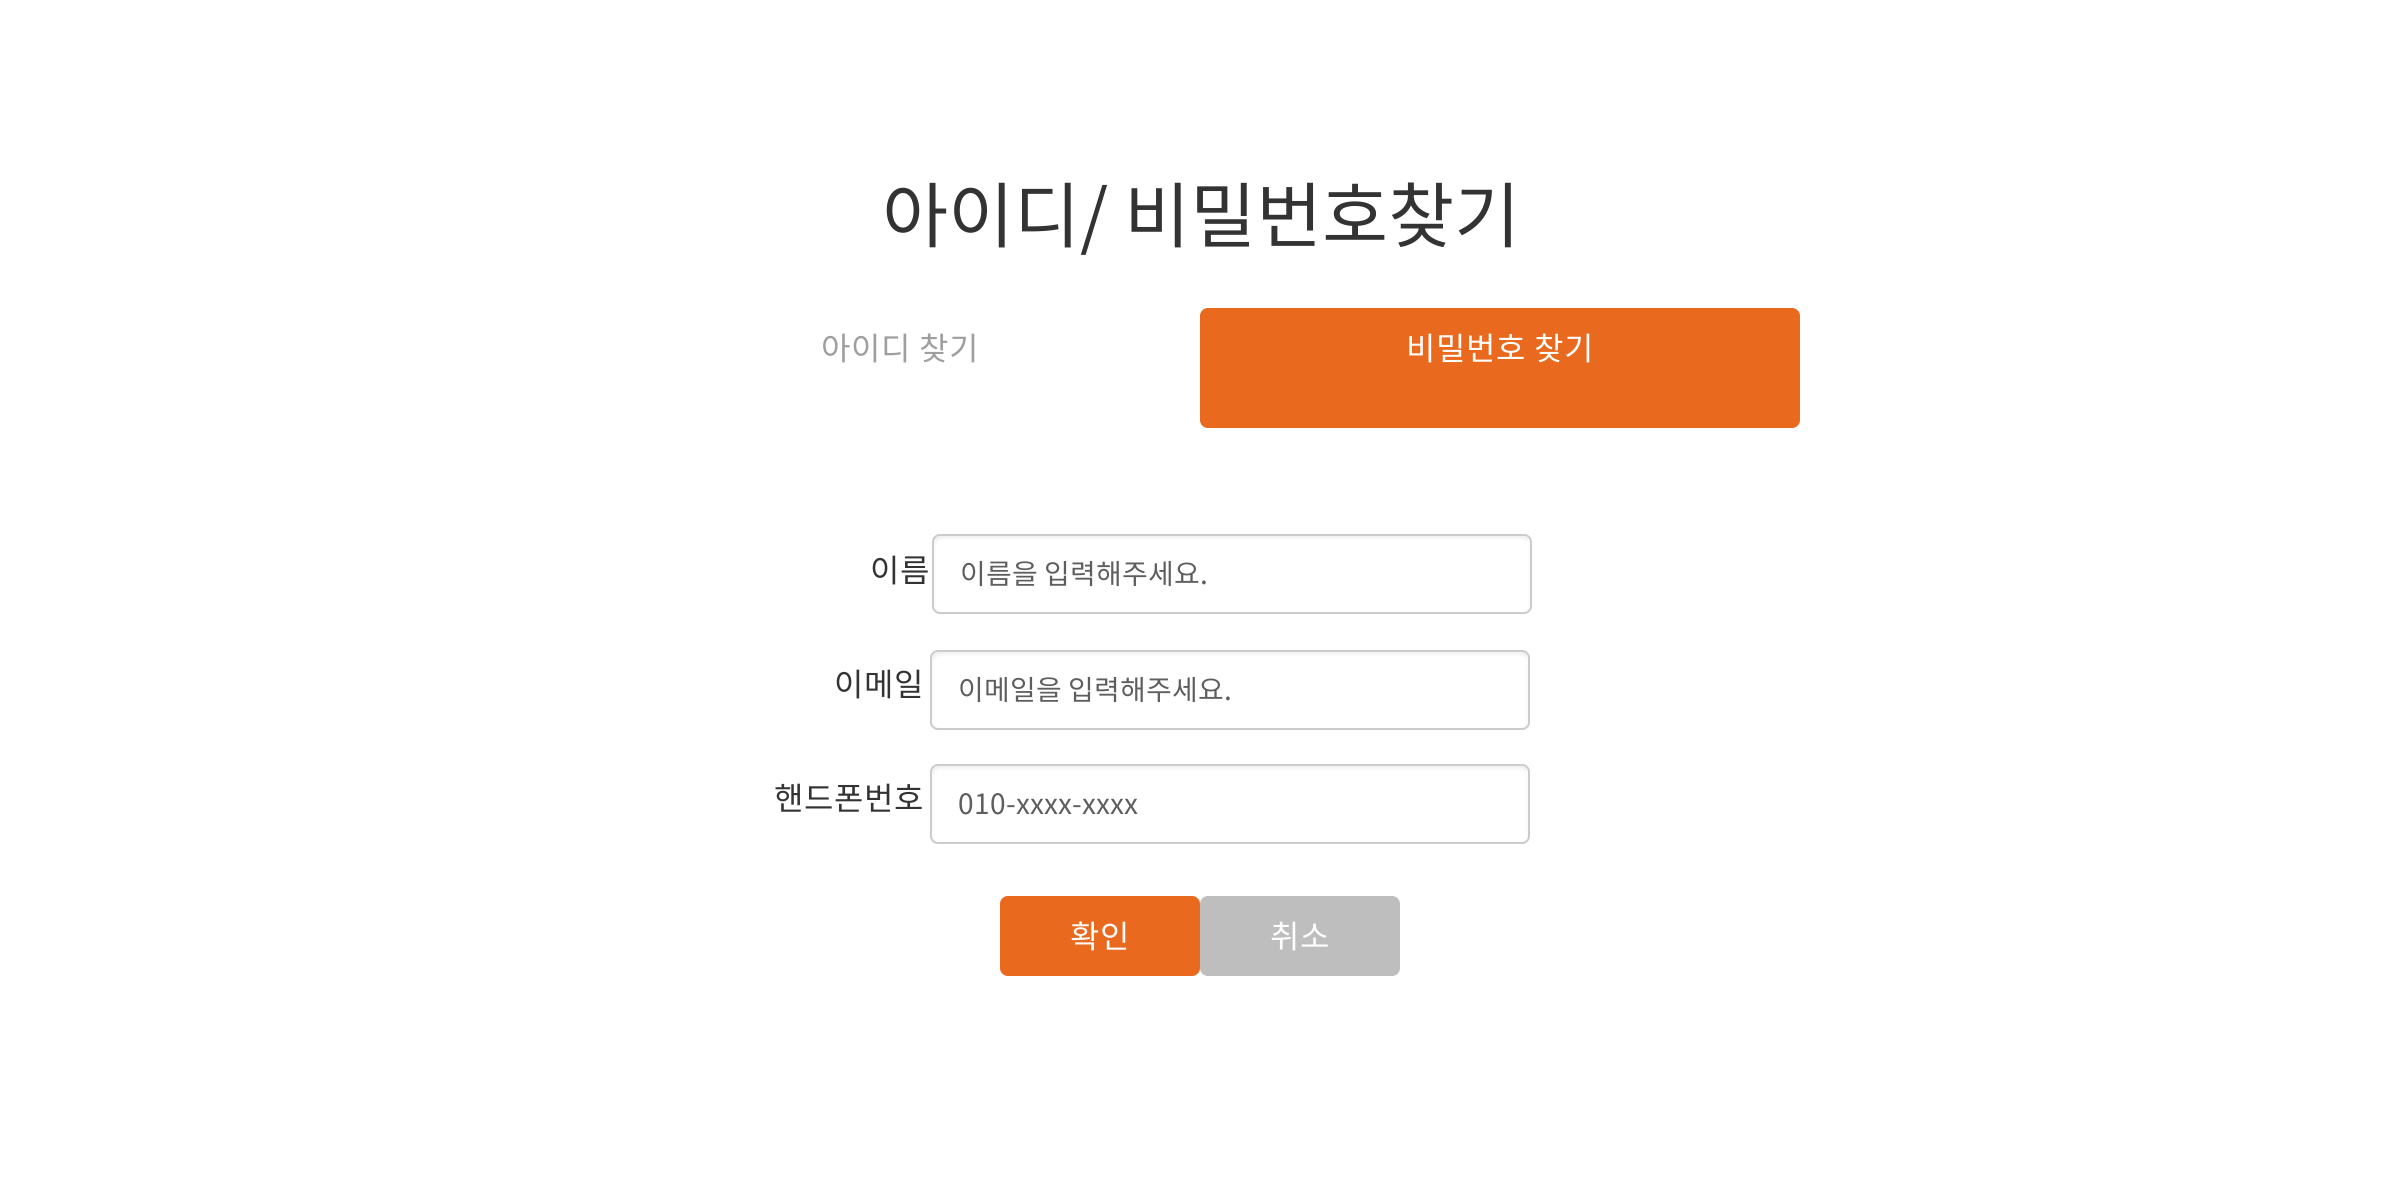 아이디/ 비밀번호찾기
아이디 찾기 비밀번호 찾기
이름 이름을 입력해주세요.
이메일 이메일을 입력해주세요.
핸드폰번호 010-xxxx-xxxx
확인 취소